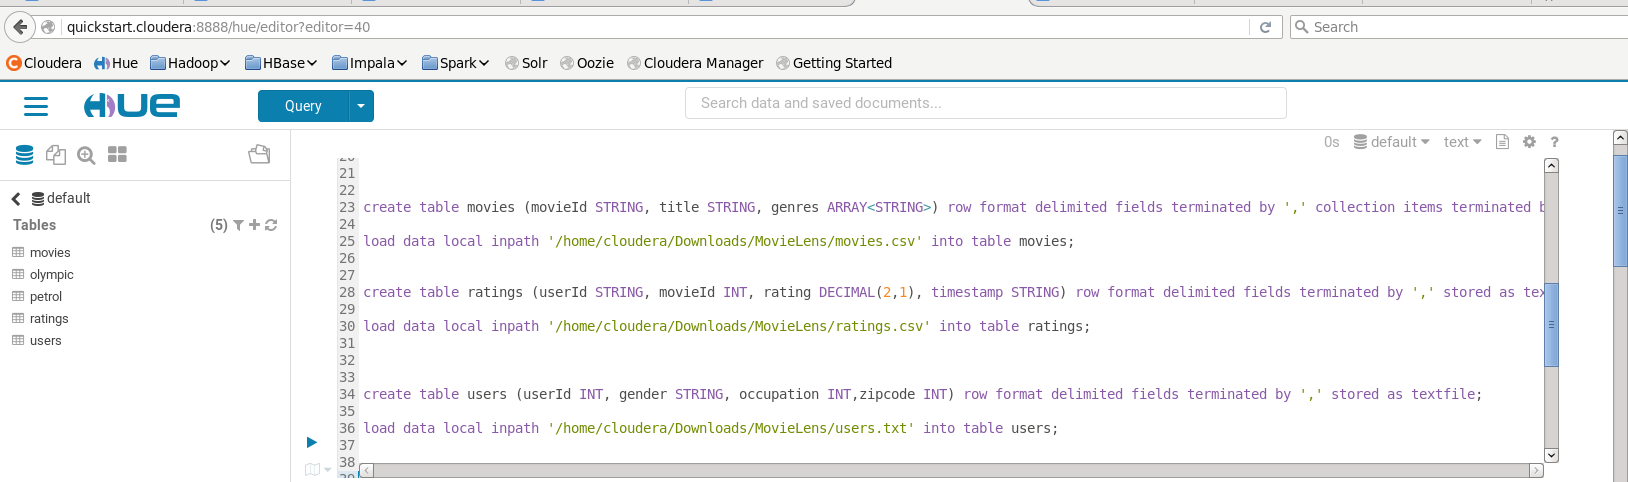 quickstart.cloudera:8888/hue/editor?editor=40
Search
Cloudera Hue Hadoop HBase Impala Spark Solr Oozie Cloudera Manager Getting Started
HUE Query Search data and saved documents...
0s default text ?
default
Tables (5)
movies
olympic
petrol
ratings
users
21
22
23 create table movies (movieId STRING, title STRING, genres ARRAY<STRING>) row format delimited fields terminated by ',' collection items terminated b
24
25 load data local inpath '/home/cloudera/Downloads/MovieLens/movies.csv' into table movies;
26
27
28 create table ratings (userId STRING, movieId INT, rating DECIMAL(2,1), timestamp STRING) row format delimited fields terminated by ',' stored as tex
29
30 load data local inpath '/home/cloudera/Downloads/MovieLens/ratings.csv' into table ratings;
31
32
33
34 create table users (userId INT, gender STRING, occupation INT,zipcode INT) row format delimited fields terminated by ',' stored as textfile;
35
36 load data local inpath '/home/cloudera/Downloads/MovieLens/users.txt' into table users;
37
38